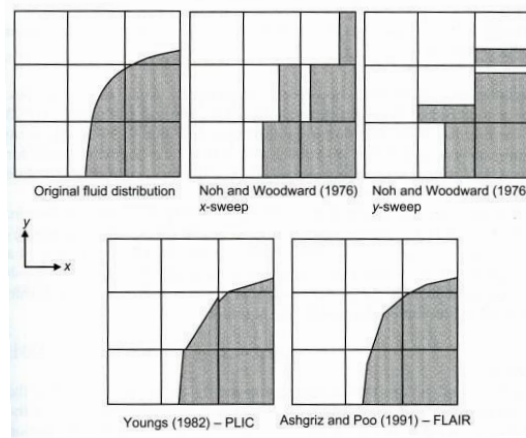 Original fluid distribution
Noh and Woodward (1976)
x-sweep
Noh and Woodward (1976
y-sweep
y
x
Youngs (1982) – PLIC
Ashgriz and Poo (1991) – FLAIR